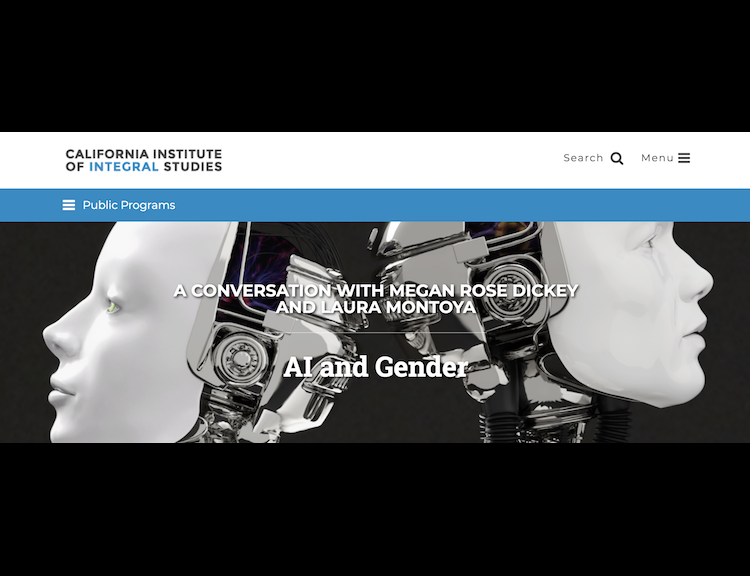 CALIFORNIA INSTITUTE
OF INTEGRAL STUDIES
Search
Menu
Public Programs
A CONVERSATION WITH MEGAN ROSE DICKEY
AND LAURA MONTOYA
AI and Gender